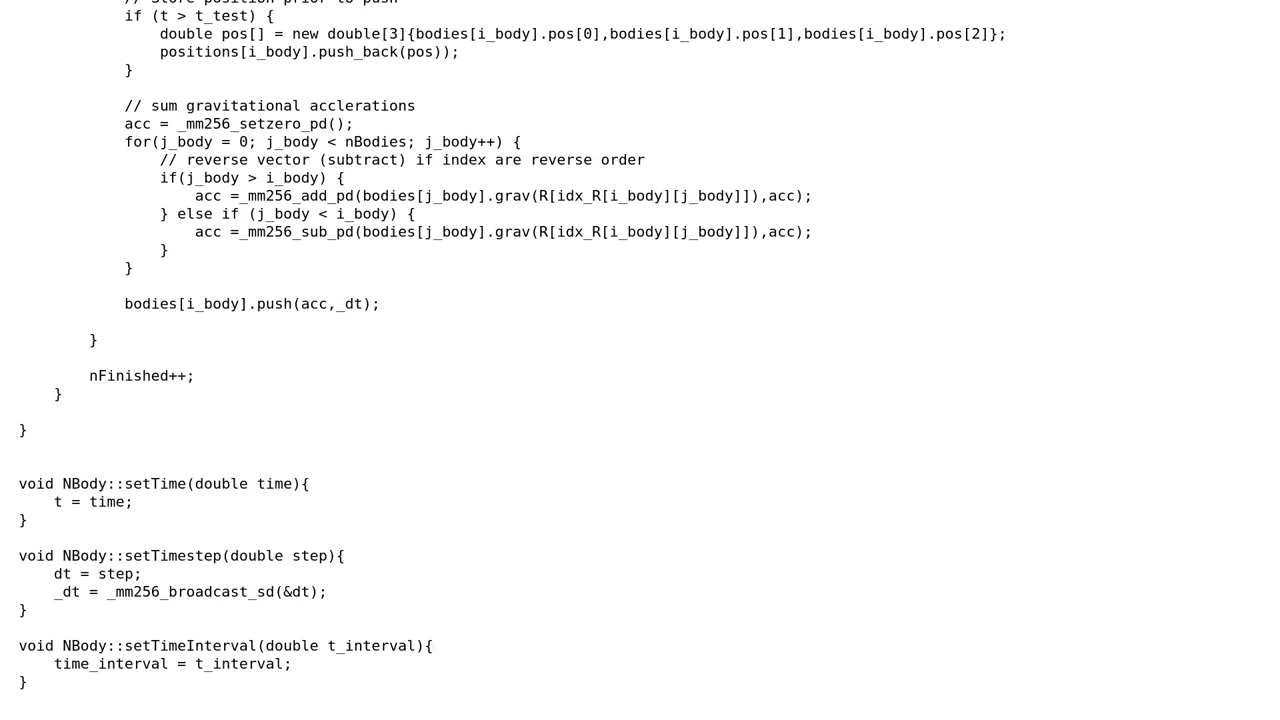 // Store position prior to push
if (t > t_test) {
double pos[] = new double[3]{bodies[i_body].pos[0],bodies[i_body].pos[1],bodies[i_body].pos[2]};
positions[i_body].push_back(pos));
}
// sum gravitational acclerations
acc = _mm256_setzero_pd();
for(j_body = 0; j_body < nBodies; j_body++) {
// reverse vector (subtract) if index are reverse order
if(j_body > i_body) {
acc =_mm256_add_pd(bodies[j_body].grav(R[idx_R[i_body][j_body]]),acc);
} else if (j_body < i_body) {
acc =_mm256_sub_pd(bodies[j_body].grav(R[idx_R[i_body][j_body]]),acc);
}
}
bodies[i_body].push(acc,_dt);
}
nFinished++;
}
}
void NBody::setTime(double time){
t = time;
}
void NBody::setTimestep(double step){
dt = step;
_dt = _mm256_broadcast_sd(&dt);
}
void NBody::setTimeInterval(double t_interval){
time_interval = t_interval;
}